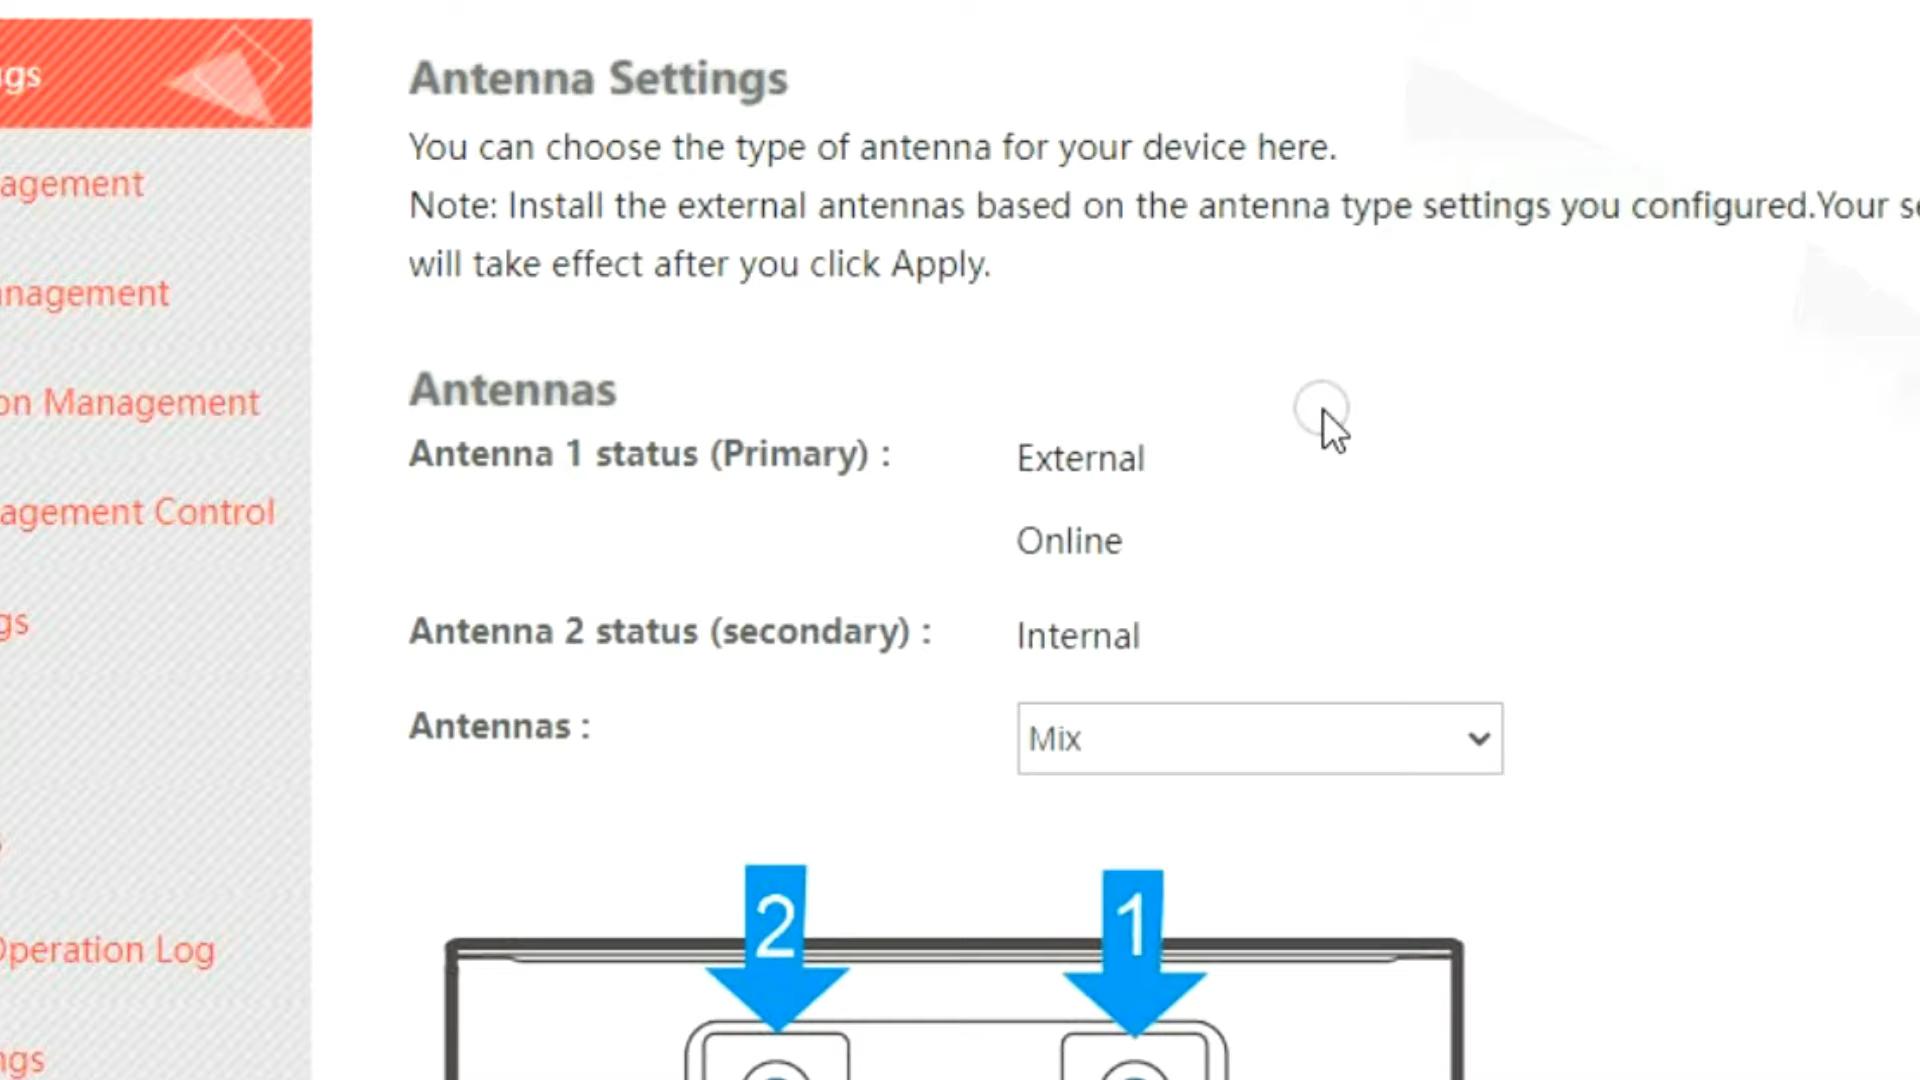 gs
Antenna Settings
You can choose the type of antenna for your device here.
agement
Note: Install the external antennas based on the antenna type settings you configured.Your se
will take effect after you click Apply.
nagement
Antennas
on Management
Antenna 1 status (Primary) :
External
agement Control
Online
gs
Antenna 2 status (secondary) :
Internal
Antennas :
Mix
2
1
Operation Log
ngs